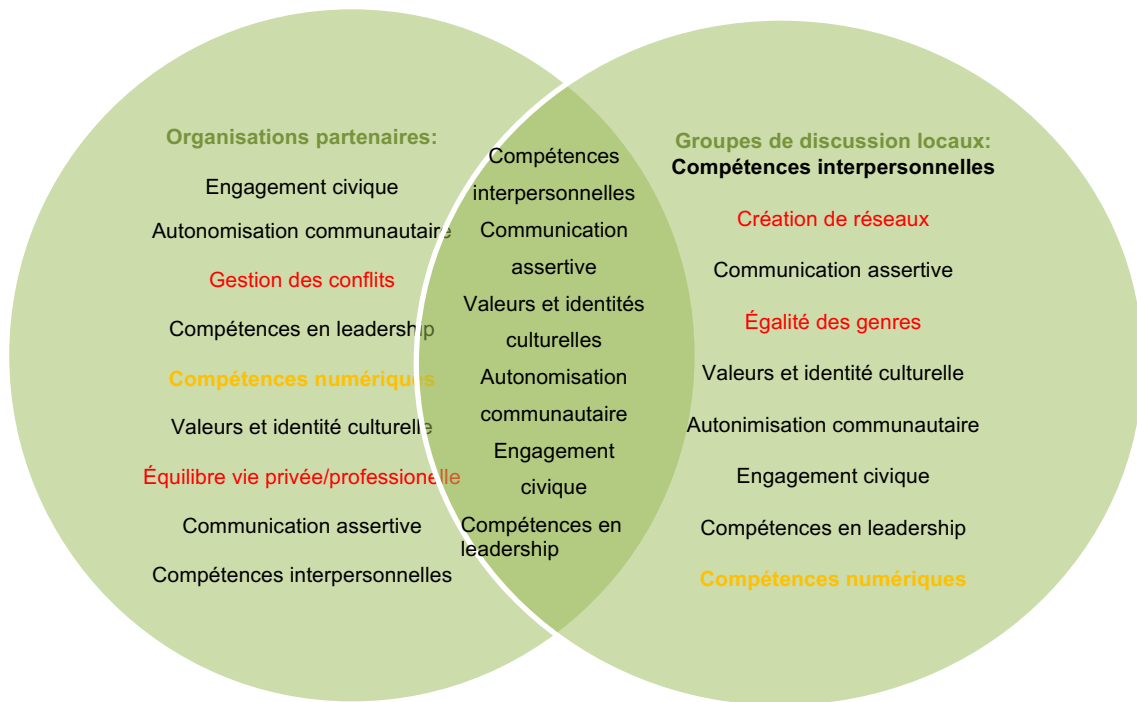 Organisations partenaires:
Engagement civique
Autonomisation communautaire
Gestion des conflits
Compétences en leadership
Compétences numériques
Valeurs et identité culturelle
Équilibre vie privée/professionelle
Communication assertive
Compétences interpersonnelles
Compétences
interpersonnelles
Communication
assertive
Valeurs et identités
culturelles
Autonomisation
communautaire
Engagement
civique
Compétences en
leadership
Groupes de discussion locaux:
Compétences interpersonnelles
Création de réseaux
Communication assertive
Égalité des genres
Valeurs et identité culturelle
Autonimisation communautaire
Engagement civique
Compétences en leadership
Compétences numériques